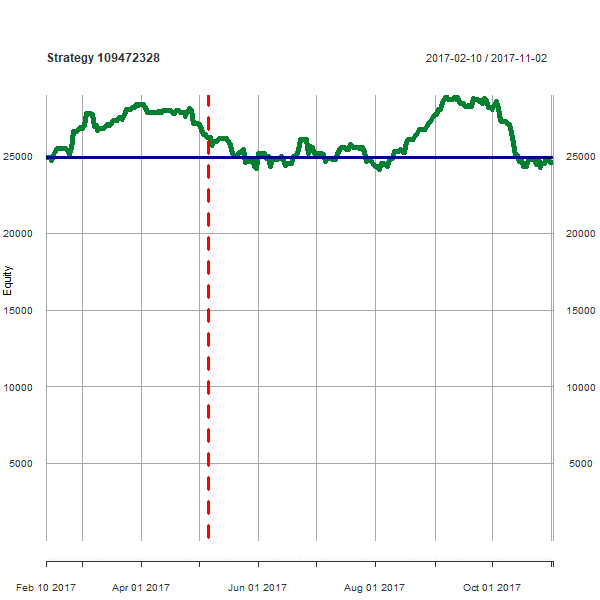 Strategy 109472328
2017-02-10 / 2017-11-02
25000
25000
20000
20000
Equity
15000
15000
10000
10000
5000
5000
Feb 10 2017
Apr 01 2017
Jun 01 2017
Aug 01 2017
Oct 01 2017